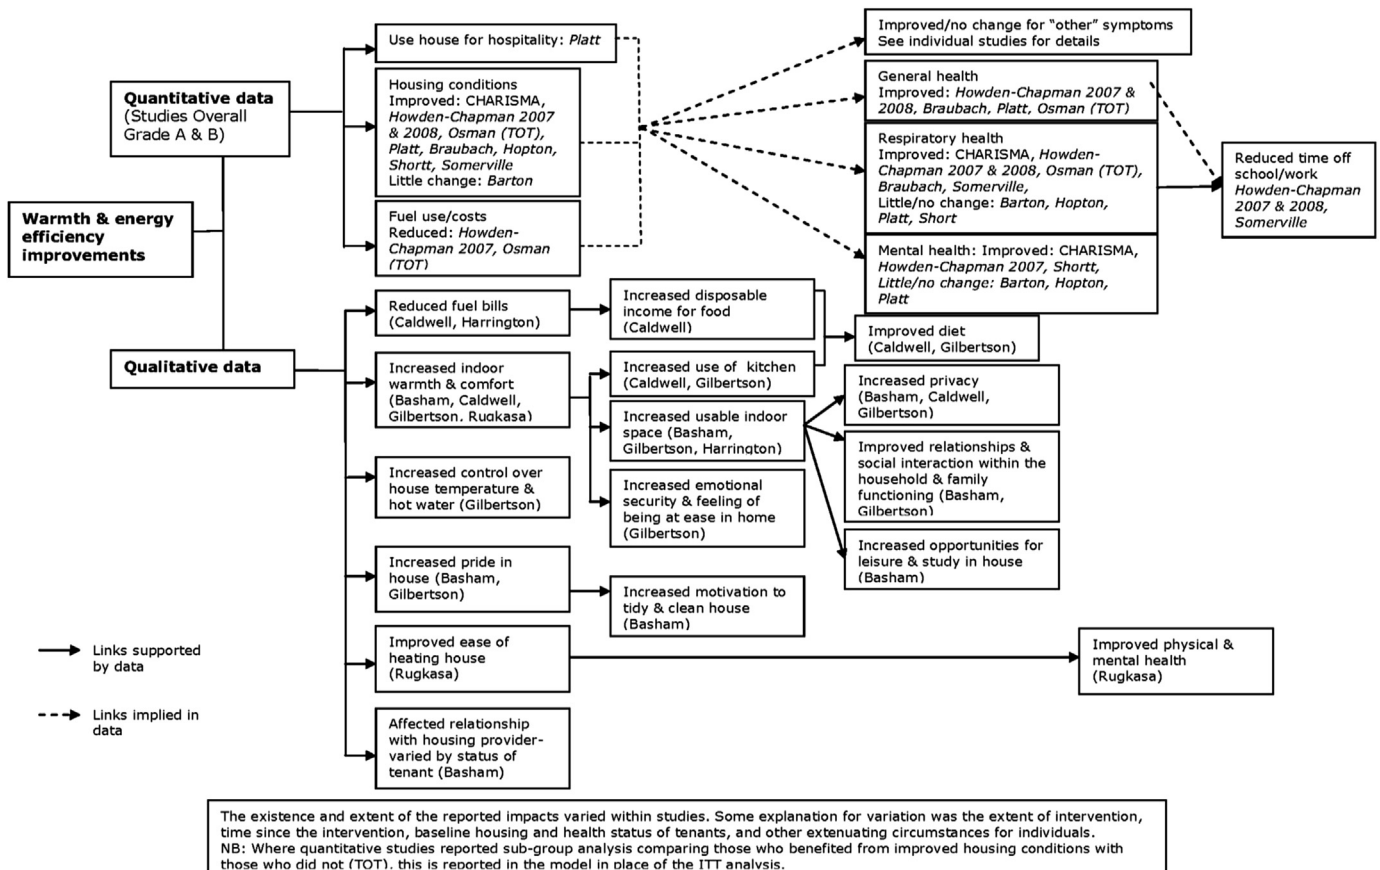 Warmth & energy
efficiency
improvements
Quantitative data
(Studies Overall
Grade A & B)
Use house for hospitality: Platt
Housing conditions
Improved: CHARISMA,
Howden-Chapman 2007
& 2008, Osman (TOT),
Platt, Braubach, Hopton,
Shortt, Somerville
Little change: Barton
Fuel use/costs
Reduced: Howden-
Chapman 2007, Osman
(TOT)
Improved/no change for “other” symptoms
See individual studies for details
General health
Improved: Howden-Chapman 2007 &
2008, Braubach, Platt, Osman (TOT)
Respiratory health
Improved: CHARISMA, Howden-
Chapman 2007 & 2008, Osman (TOT),
Braubach, Somerville,
Little/no change: Barton, Hopton,
Platt, Short
Mental health: Improved: CHARISMA,
Howden-Chapman 2007, Shortt,
Little/no change: Barton, Hopton,
Platt
Reduced time off
school/work
Howden-Chapman
2007 & 2008,
Somerville
Qualitative data
Reduced fuel bills
(Caldwell, Harrington)
Increased indoor
warmth & comfort
(Basham, Caldwell,
Gilbertson, Rugkasa)
Increased control over
house temperature &
hot water (Gilbertson)
Increased pride in
house (Basham,
Gilbertson)
Improved ease of
heating house
(Rugkasa)
Affected relationship
with housing provider-
varied by status of
tenant (Basham)
Increased disposable
income for food
(Caldwell)
Increased use of kitchen
(Caldwell, Gilbertson)
Increased usable indoor
space (Basham,
Gilbertson, Harrington)
Increased emotional
security & feeling of
being at ease in home
(Gilbertson)
Increased motivation to
tidy & clean house
(Basham)
Improved diet
(Caldwell, Gilbertson)
Increased privacy
(Basham, Caldwell,
Gilbertson)
Improved relationships &
social interaction within the
household & family
functioning (Basham,
Gilbertson)
Increased opportunities for
leisure & study in house
(Basham)
Improved physical &
mental health
(Rugkasa)
Links supported
by data
Links implied in
data
The existence and extent of the reported impacts varied within studies. Some explanation for variation was the extent of intervention,
time since the intervention, baseline housing and health status of tenants, and other extenuating circumstances for individuals.
NB: Where quantitative studies reported sub-group analysis comparing those who benefited from improved housing conditions with
those who did not (TOT), this is reported in the model in place of the ITT analysis.